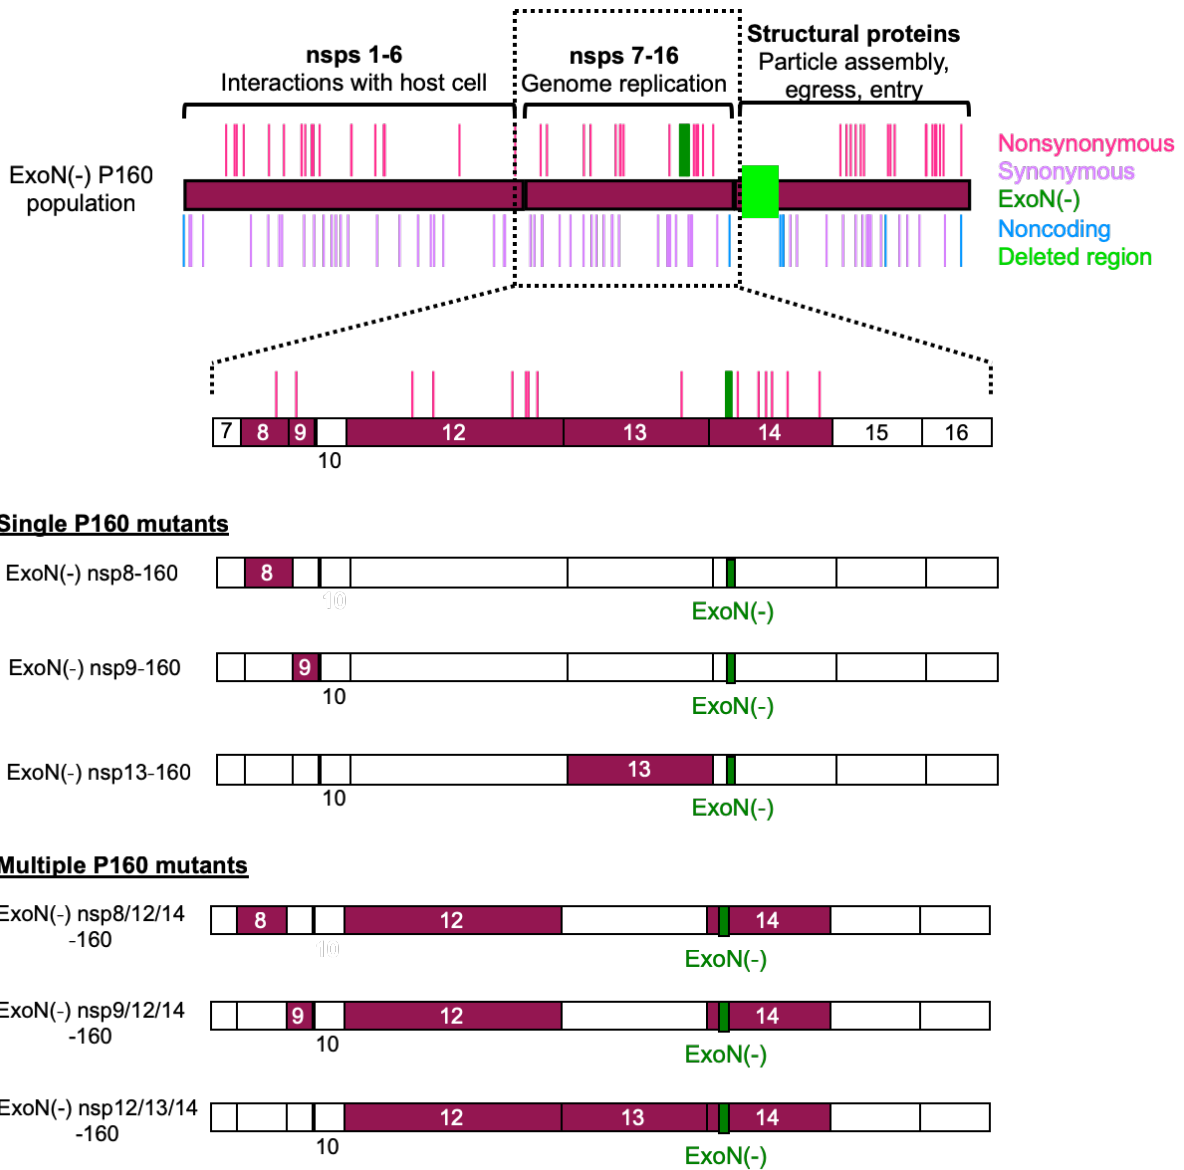 nsps 1-6
Interactions with host cell
nsps 7-16
Genome replication
Structural proteins
Particle assembly,
egress, entry
ExoN(-) P160
population
Nonsynonymous
Synonymous
ExoN(-)
Noncoding
Deleted region
7 8 9 12 13 14 15 16
10
Single P160 mutants
ExoN(-) nsp8-160
8
10
ExoN(-)
ExoN(-) nsp9-160
9
10
ExoN(-)
ExoN(-) nsp13-160
13
10
ExoN(-)
Multiple P160 mutants
ExoN(-) nsp8/12/14
-160
8 12 14
10
ExoN(-)
ExoN(-) nsp9/12/14
-160
9 12 14
10
ExoN(-)
ExoN(-) nsp12/13/14
-160
12 13 14
10
ExoN(-)